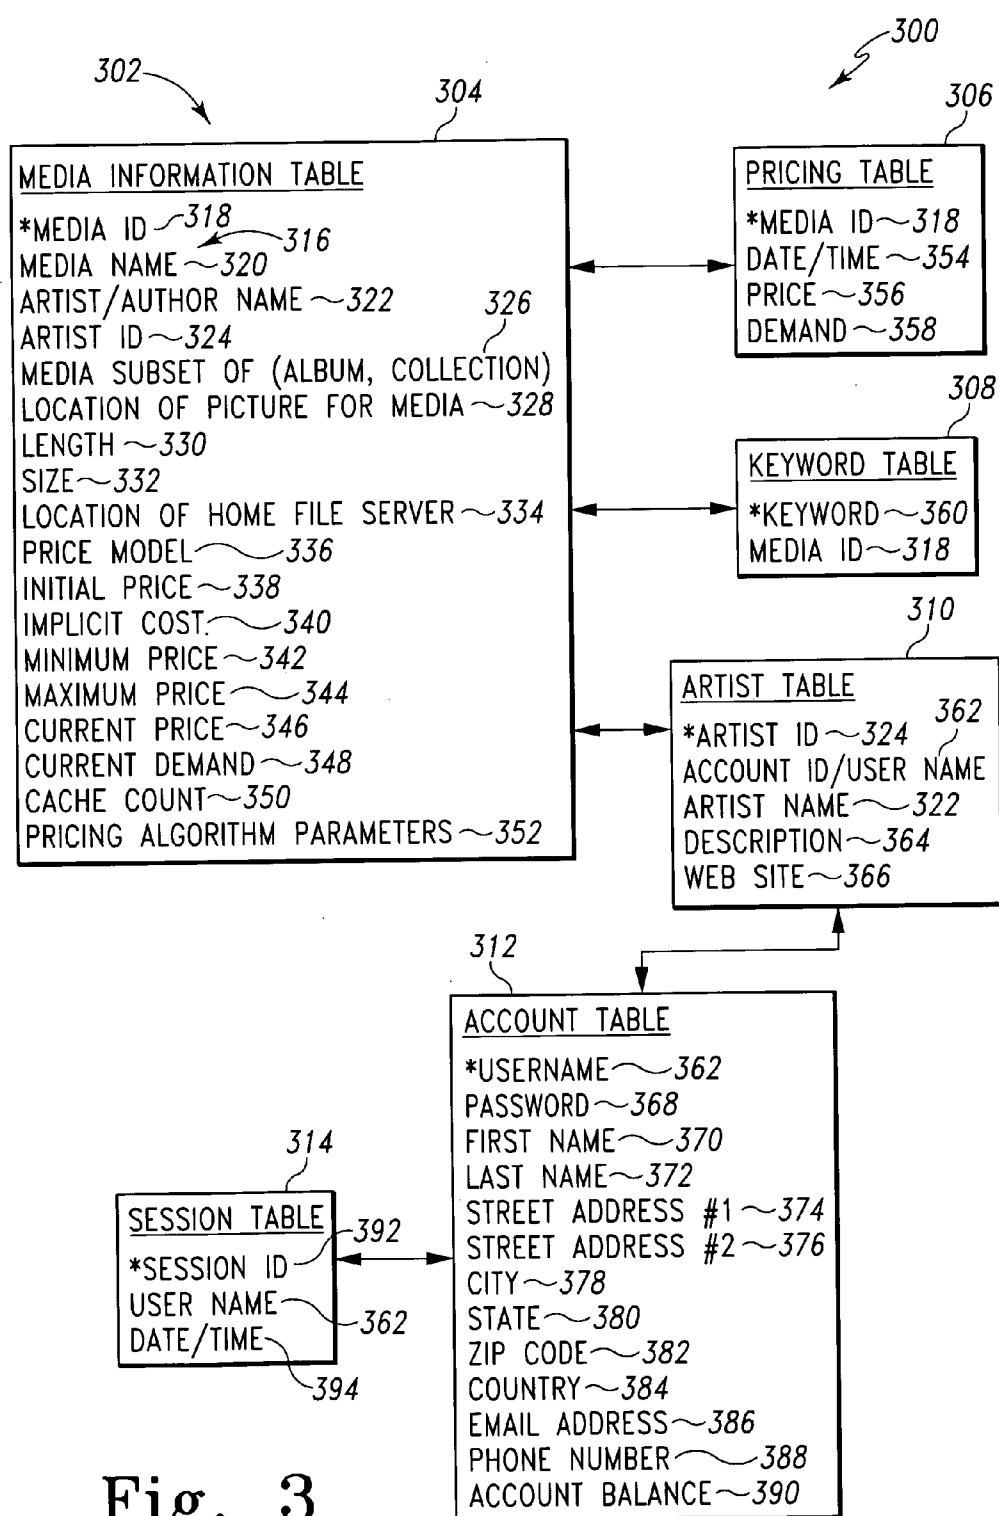 300
302
304
MEDIA INFORMATION TABLE
*MEDIA ID 318
316
MEDIA NAME 320
ARTIST/AUTHOR NAME 322
ARTIST ID 324
326
MEDIA SUBSET OF (ALBUM, COLLECTION)
LOCATION OF PICTURE FOR MEDIA 328
LENGTH 330
SIZE 332
LOCATION OF HOME FILE SERVER 334
PRICE MODEL 336
INITIAL PRICE 338
IMPLICIT COST 340
MINIMUM PRICE 342
MAXIMUM PRICE 344
CURRENT PRICE 346
CURRENT DEMAND 348
CACHE COUNT 350
PRICING ALGORITHM PARAMETERS 352
306
PRICING TABLE
*MEDIA ID 318
DATE/TIME 354
PRICE 356
DEMAND 358
308
KEYWORD TABLE
*KEYWORD 360
MEDIA ID 318
310
ARTIST TABLE
362
*ARTIST ID 324
ACCOUNT ID/USER NAME
ARTIST NAME 322
DESCRIPTION 364
WEB SITE 366
312
ACCOUNT TABLE
*USERNAME 362
PASSWORD 368
FIRST NAME 370
LAST NAME 372
STREET ADDRESS #1 374
STREET ADDRESS #2 376
CITY 378
STATE 380
ZIP CODE 382
COUNTRY 384
EMAIL ADDRESS 386
PHONE NUMBER 388
ACCOUNT BALANCE 390
314
SESSION TABLE
392
*SESSION ID
USER NAME 362
DATE/TIME
394
Fig. 3